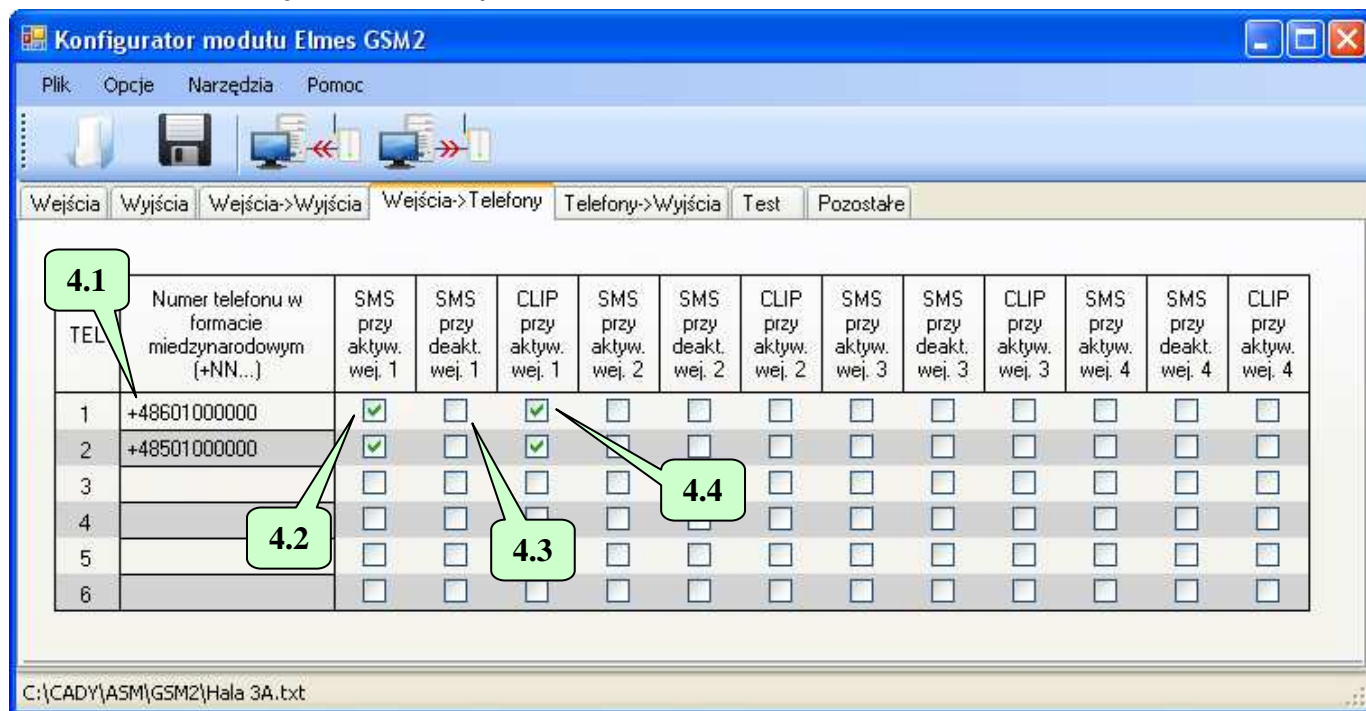 Konfigurator modułu Elmes GSM2
Plik Opcje Narzędzia Pomoc
Wejścia Wyjścia Wejścia->Wyjścia Wejścia->Telefony Telefony->Wyjścia Test Pozostałe
4.1
TEL
Numer telefonu w
formacie
miedzynarodowym
(+NN...)
SMS
przy
aktyw.
wej. 1
SMS
przy
deakt.
wej. 1
CLIP
przy
aktyw.
wej. 1
SMS
przy
aktyw.
wej. 2
SMS
przy
deakt.
wej. 2
CLIP
przy
aktyw.
wej. 2
SMS
przy
aktyw.
wej. 3
SMS
przy
deakt.
wej. 3
CLIP
przy
aktyw.
wej. 3
SMS
przy
aktyw.
wej. 4
SMS
przy
deakt.
wej. 4
CLIP
przy
aktyw.
wej. 4
1 +48601000000
2 +48501000000
3
4
5
6
4.2
4.3
4.4
C:\CADY\ASM\GSM2\Hala 3A.txt